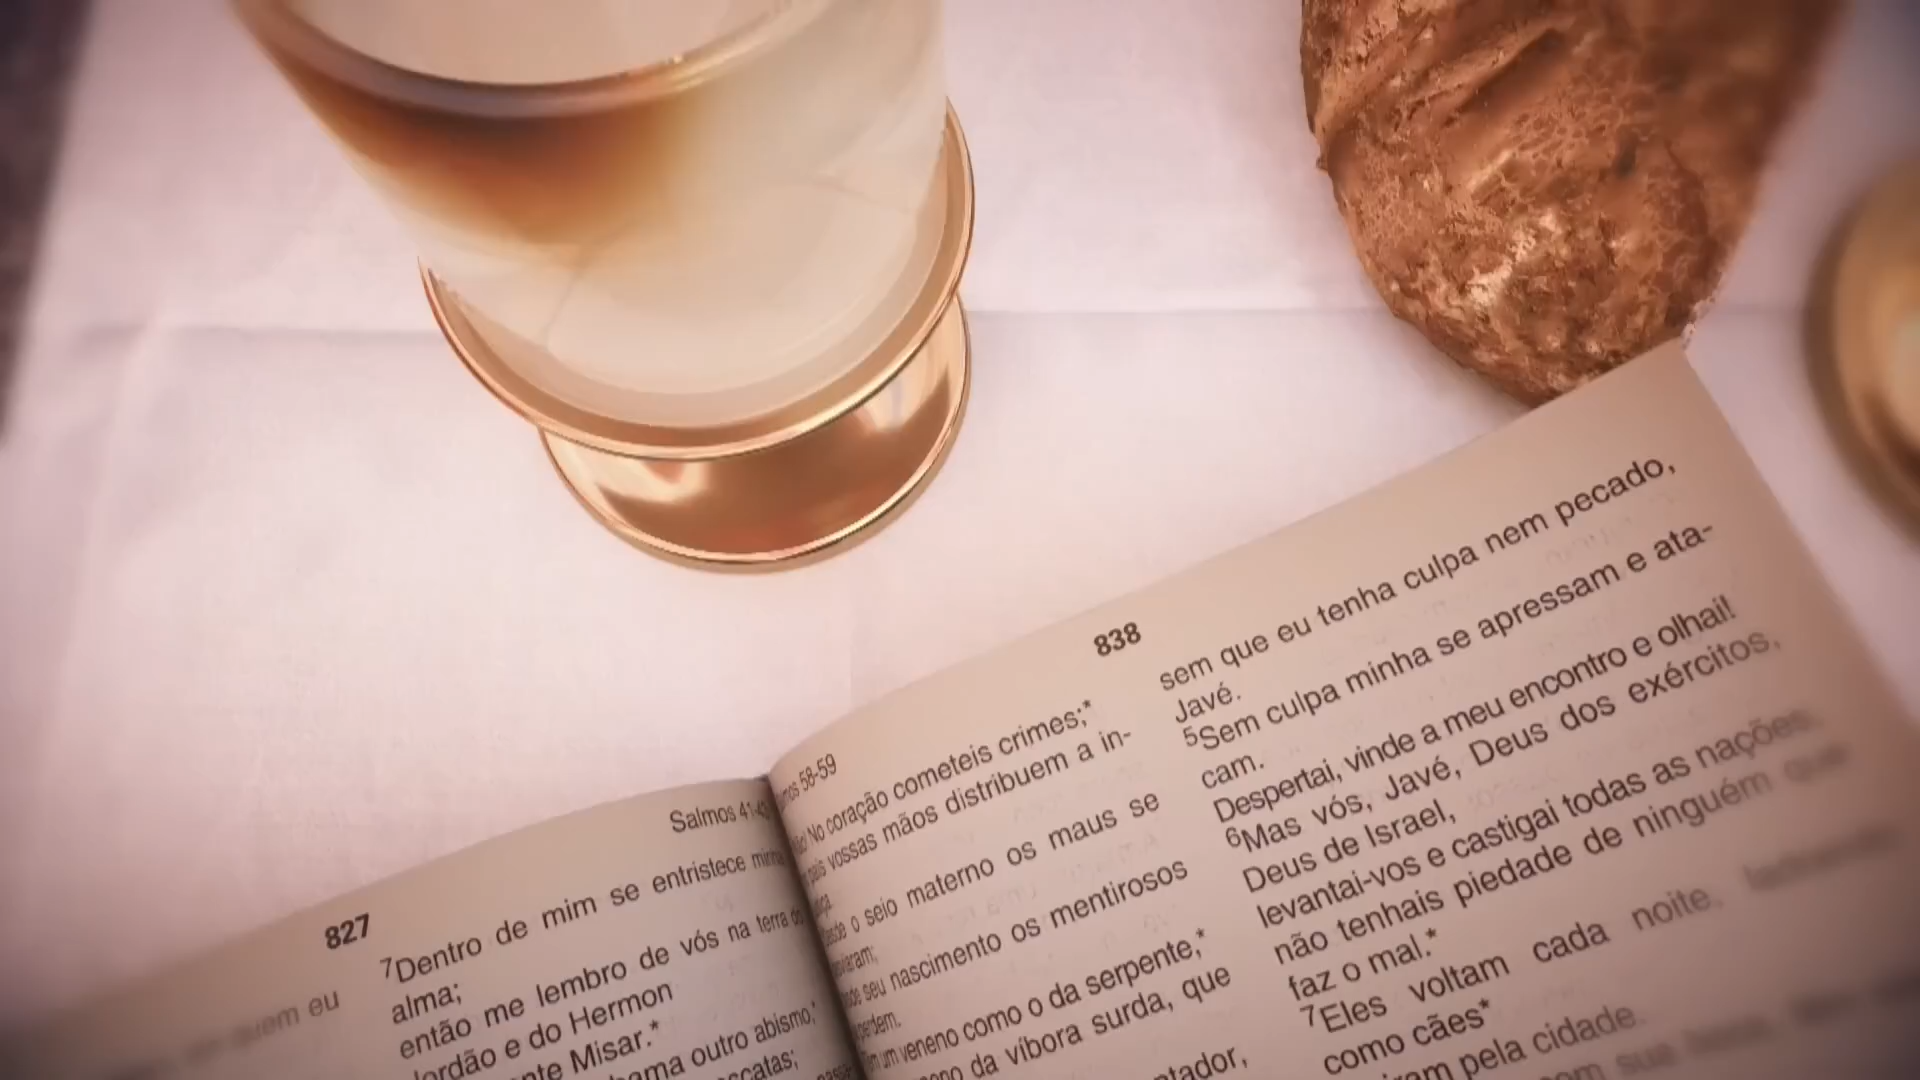 827
Salmos 41-43
quem eu
7Dentro de mim se entristece minha
alma;
então me lembro de vós na terra do
Jordão e do Hermon
Misar.*
outro abismo;*
838
58-59
No coração cometeis crimes;*
vossas mãos distribuem a in-
o seio materno os maus se
seu nascimento os mentirosos
um veneno como o da serpente,*
da víbora surda, que
sem que eu tenha culpa nem pecado,
Javé.
5Sem culpa minha se apressam e ata-
cam.
Despertai, vinde a meu encontro e olhai!
6Mas vós, Javé, Deus dos exércitos,
Deus de Israel,
levantai-vos e castigai todas as nações;
não tenhais piedade de ninguém que
faz o mal.*
7Eles voltam cada noite,
como cães*
pela cidade.